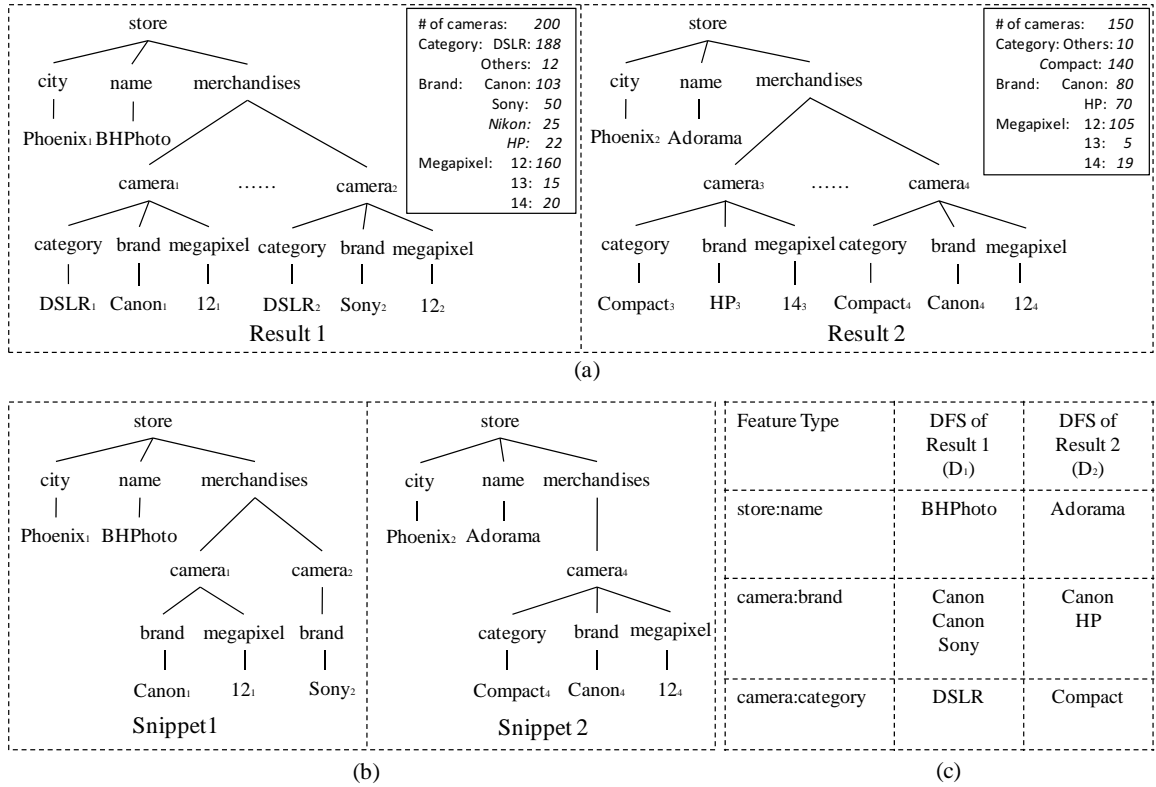 store
city name merchandises
Phoenix₁ BHPhoto
camera₁ …… camera₂
category brand megapixel category brand megapixel
DSLR₁ Canon₁ 12₁ DSLR₂ Sony₂ 12₂
Result 1
# of cameras: 200
Category: DSLR: 188
Others: 12
Brand: Canon: 103
Sony: 50
Nikon: 25
HP: 22
Megapixel: 12: 160
13: 15
14: 20
store
city name merchandises
Phoenix₂ Adorama
camera₃ …… camera₄
category brand megapixel category brand megapixel
Compact₃ HP₃ 14₃ Compact₄ Canon₄ 12₄
Result 2
# of cameras: 150
Category: Others: 10
Compact: 140
Brand: Canon: 80
HP: 70
Megapixel: 12: 105
13: 5
14: 19
(a)
store
city name merchandises
Phoenix₁ BHPhoto
camera₁ camera₂
brand megapixel brand
Canon₁ 12₁ Sony₂
Snippet1
store
city name merchandises
Phoenix₂ Adorama
camera₄
category brand megapixel
Compact₄ Canon₄ 12₄
Snippet 2
(b)
Feature Type DFS of DFS of
Result 1 Result 2
(D₁) (D₂)
store:name BHPhoto Adorama
camera:brand Canon Canon
Canon HP
Sony
camera:category DSLR Compact
(c)